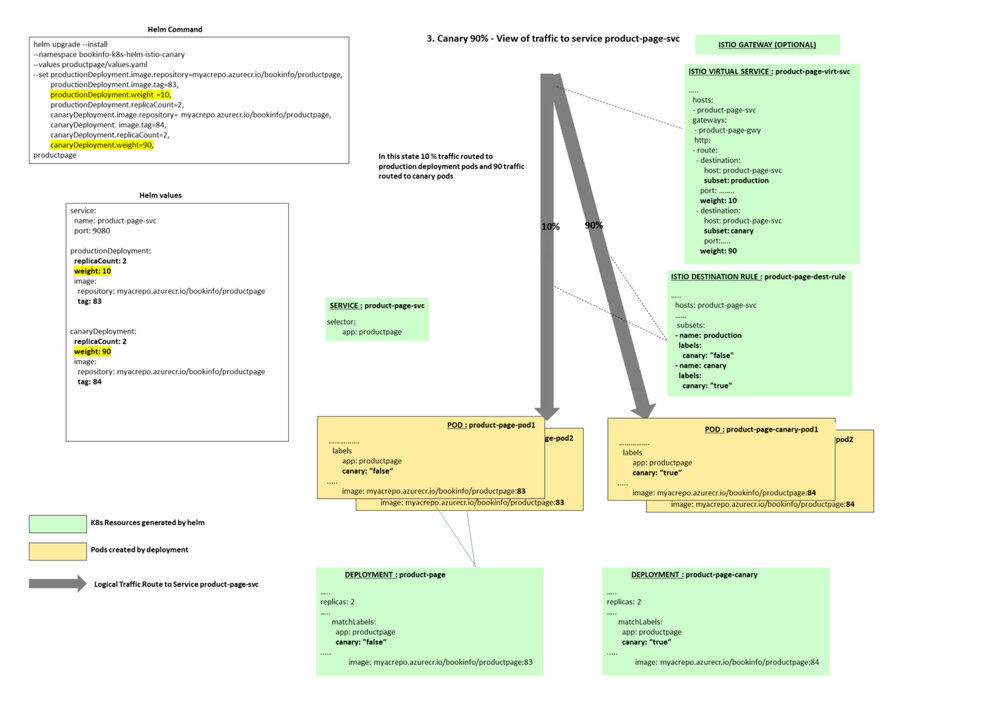 Helm Command
helm upgrade --install
--namespace bookinfo-k8s-helm-istio-canary
--values productpage/values.yaml
--set productionDeployment.image.repository=myacrepo.azurecr.io/bookinfo/productpage,
productionDeployment.image.tag=83,
productionDeployment.weight =10,
productionDeployment.replicaCount=2,
canaryDeployment.image.repository= myacrepo.azurecr.io/bookinfo/productpage,
canaryDeployment. image.tag=84,
canaryDeployment.replicaCount=2,
canaryDeployment.weight=90,
productpage
3. Canary 90% - View of traffic to service product-page-svc
ISTIO GATEWAY (OPTIONAL)
ISTIO VIRTUAL SERVICE : product-page-virt-svc
.....
hosts:
- product-page-svc
gateways:
- product-page-gwy
http:
- route:
- destination:
host: product-page-svc
subset: production
port: ........
weight: 10
- destination:
host: product-page-svc
subset: canary
port:.....
weight: 90
In this state 10 % traffic routed to
production deployment pods and 90 traffic
routed to canary pods
10%
90%
Helm values
service:
name: product-page-svc
port: 9080
productionDeployment:
replicaCount: 2
weight: 10
image:
repository: myacrepo.azurecr.io/bookinfo/productpage
tag: 83
canaryDeployment:
replicaCount: 2
weight: 90
image:
repository: myacrepo.azurecr.io/bookinfo/productpage
tag: 84
SERVICE : product-page-svc
selector:
app: productpage
ISTIO DESTINATION RULE : product-page-dest-rule
.....
hosts: product-page-svc
......
subsets:
- name: production
labels:
canary: "false"
- name: canary
labels:
canary: "true"
POD : product-page-pod1
...............
labels
app: productpage
canary: "false“
.....
image: myacrepo.azurecr.io/bookinfo/productpage:83
ge-pod2
image: myacrepo.azurecr.io/bookinfo/productpage:83
POD : product-page-canary-pod1
...............
labels
app: productpage
canary: “true”
.....
image: myacrepo.azurecr.io/bookinfo/productpage:84
pod2
image: myacrepo.azurecr.io/bookinfo/productpage:84
K8s Resources generated by helm
Pods created by deployment
Logical Traffic Route to Service product-page-svc
DEPLOYMENT : product-page
.....
replicas: 2
.....
matchLabels:
app: productpage
canary: "false“
.....
image: myacrepo.azurecr.io/bookinfo/productpage:83
DEPLOYMENT : product-page-canary
.....
replicas: 2
.....
matchLabels:
app: productpage
canary: “true”
.....
image: myacrepo.azurecr.io/bookinfo/productpage:84